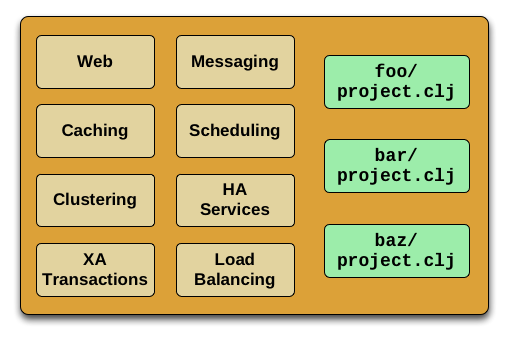 Web
Messaging
foo/
project.clj
Caching
Scheduling
bar/
project.clj
Clustering
HA
Services
XA
Transactions
Load
Balancing
baz/
project.clj